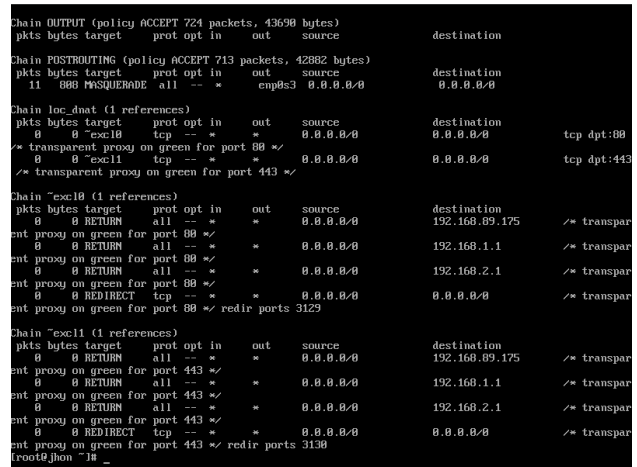 Chain OUTPUT (policy ACCEPT 724 packets, 43690 bytes)
 pkts bytes target     prot opt in     out     source               destination
Chain POSTROUTING (policy ACCEPT 713 packets, 42882 bytes)
 pkts bytes target     prot opt in     out     source               destination
   11   808 MASQUERADE  all  --  *      enp0s3  0.0.0.0/0            0.0.0.0/0
Chain loc_dnat (1 references)
 pkts bytes target     prot opt in     out     source               destination
    0     0 ~excl0     tcp  --  *      *       0.0.0.0/0            0.0.0.0/0            tcp dpt:80
/* transparent proxy on green for port 80 */
    0     0 ~excl1     tcp  --  *      *       0.0.0.0/0            0.0.0.0/0            tcp dpt:443
 /* transparent proxy on green for port 443 */
Chain ~excl0 (1 references)
 pkts bytes target     prot opt in     out     source               destination
    0     0 RETURN     all  --  *      *       0.0.0.0/0            192.168.89.175       /* transpar
ent proxy on green for port 80 */
    0     0 RETURN     all  --  *      *       0.0.0.0/0            192.168.1.1          /* transpar
ent proxy on green for port 80 */
    0     0 RETURN     all  --  *      *       0.0.0.0/0            192.168.2.1          /* transpar
ent proxy on green for port 80 */
    0     0 REDIRECT   tcp  --  *      *       0.0.0.0/0            0.0.0.0/0            /* transpar
ent proxy on green for port 80 */ redir ports 3129
Chain ~excl1 (1 references)
 pkts bytes target     prot opt in     out     source               destination
    0     0 RETURN     all  --  *      *       0.0.0.0/0            192.168.89.175       /* transpar
ent proxy on green for port 443 */
    0     0 RETURN     all  --  *      *       0.0.0.0/0            192.168.1.1          /* transpar
ent proxy on green for port 443 */
    0     0 RETURN     all  --  *      *       0.0.0.0/0            192.168.2.1          /* transpar
ent proxy on green for port 443 */
    0     0 REDIRECT   tcp  --  *      *       0.0.0.0/0            0.0.0.0/0            /* transpar
ent proxy on green for port 443 */ redir ports 3130
[root@jhon ~]# _